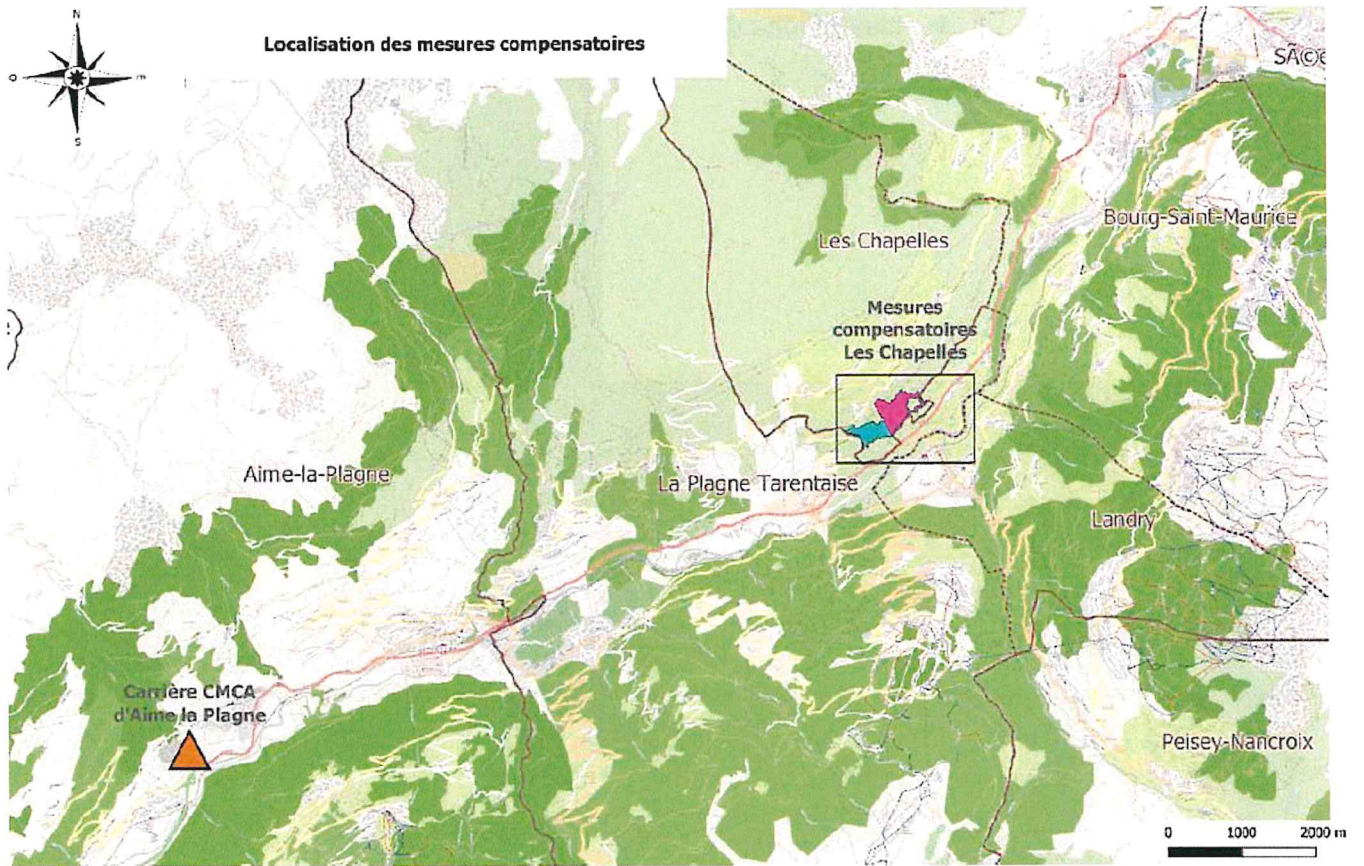 N
Localisation des mesures compensatoires
O
m
S
SÃ©e
Bourg-Saint-Maurice
Les Chapelles
Mesures
compensatoires
Les Chapelles
Aime-la-Plagne
La Plagne Tarentaise
Landry
Carrière CMCA
d'Aime la Plagne
Peisey-Nancroix
0 1000 2000 m